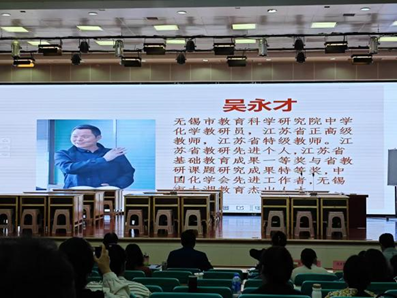 吴永才
无锡市教育科学研究院中学
化学教研员，江苏省正高级
教师，江苏省特级教师。江
苏省教研先进个人,江苏省
基础教育成果一等奖与省教
研课题研究成果特等奖，中
国化学会先进工作者,无锡